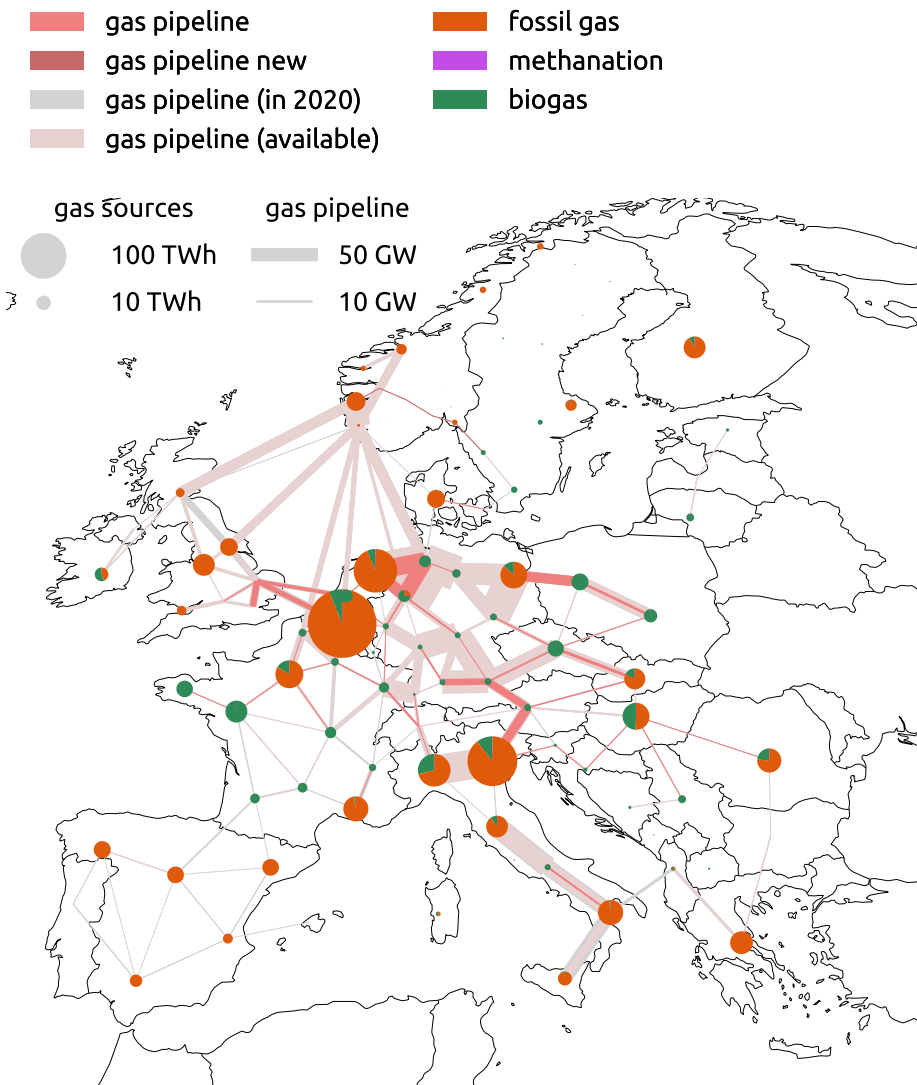 gas pipeline
gas pipeline new
gas pipeline (in 2020)
gas pipeline (available)
fossil gas
methanation
biogas
gas sources
100 TWh
10 TWh
gas pipeline
50 GW
10 GW